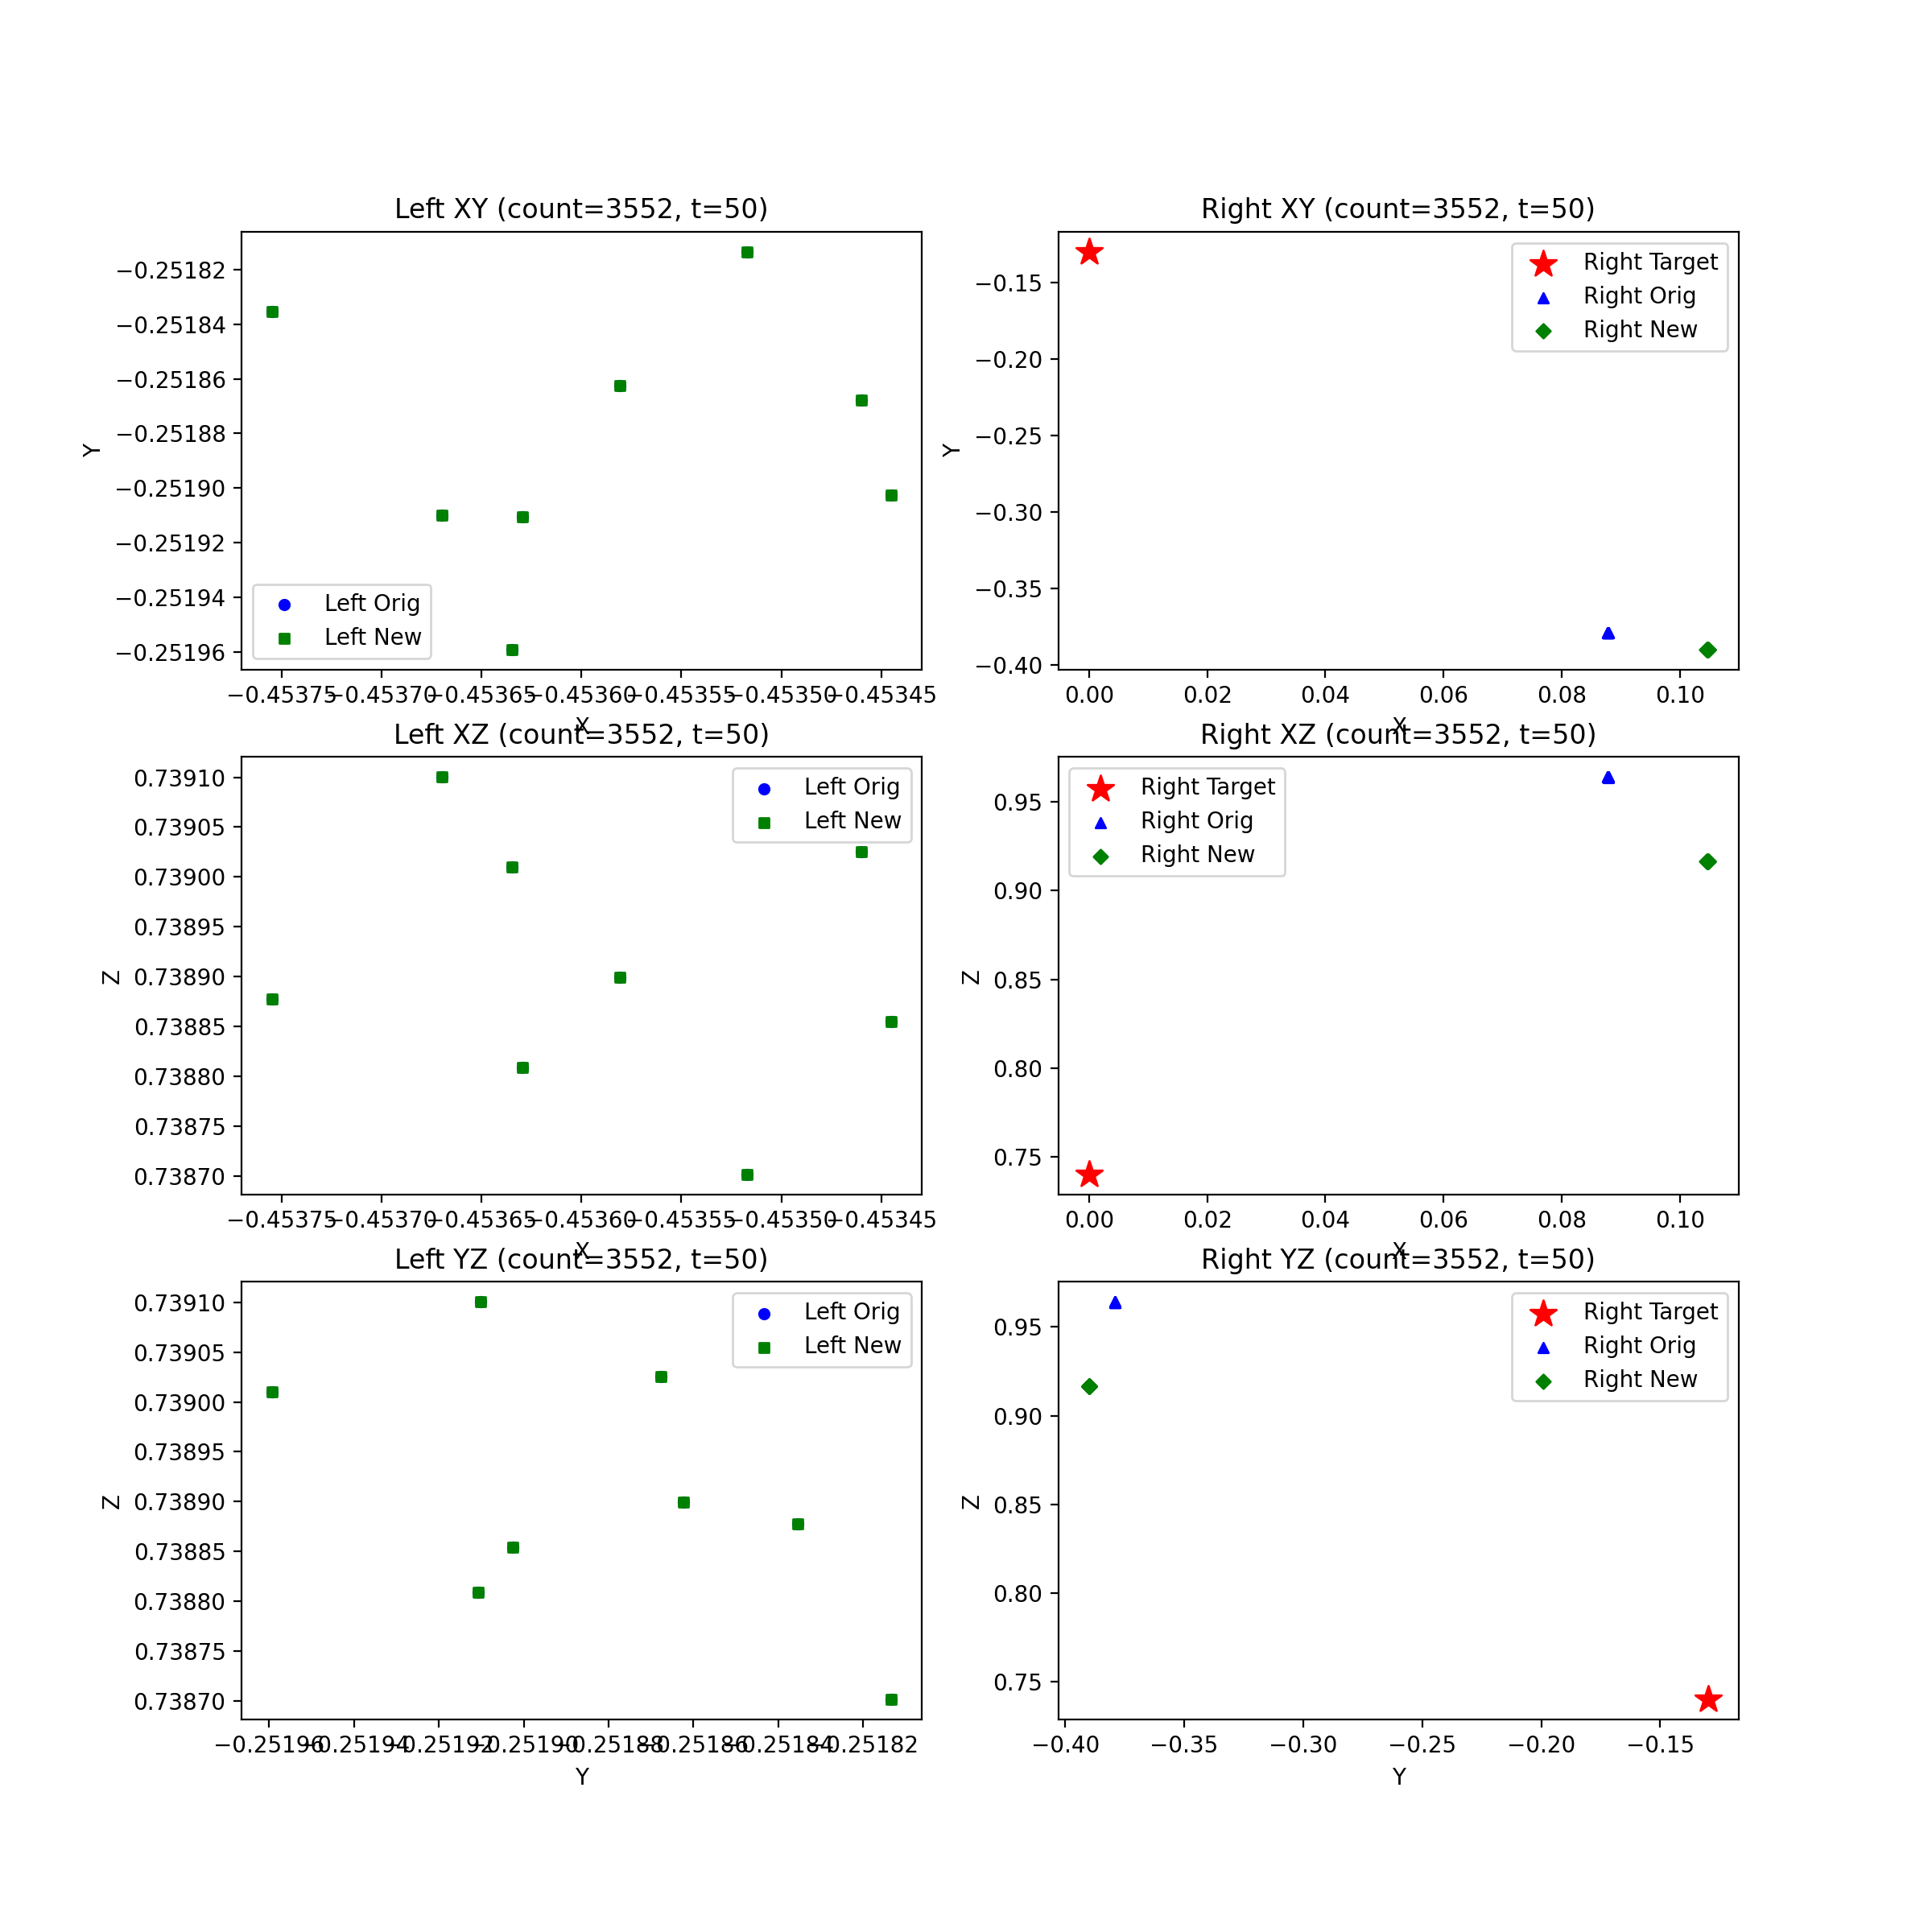 Left XY (count=3552, t=50)
Y
−0.25182
−0.25184
−0.25186
−0.25188
−0.25190
−0.25192
−0.25194
−0.25196
Left Orig
Left New
−0.45375 −0.45370 −0.45365 −0.45360 −0.45355 −0.45350 −0.45345
X
Right XY (count=3552, t=50)
Y
−0.15
−0.20
−0.25
−0.30
−0.35
−0.40
Right Target
Right Orig
Right New
0.00 0.02 0.04 0.06 0.08 0.10
X
Left XZ (count=3552, t=50)
Z
0.73910
0.73905
0.73900
0.73895
0.73890
0.73885
0.73880
0.73875
0.73870
Left Orig
Left New
−0.45375 −0.45370 −0.45365 −0.45360 −0.45355 −0.45350 −0.45345
X
Right XZ (count=3552, t=50)
Z
0.95
0.90
0.85
0.80
0.75
Right Target
Right Orig
Right New
0.00 0.02 0.04 0.06 0.08 0.10
X
Left YZ (count=3552, t=50)
Z
0.73910
0.73905
0.73900
0.73895
0.73890
0.73885
0.73880
0.73875
0.73870
Left Orig
Left New
−0.25196 −0.25194 −0.25192 −0.25190 −0.25188 −0.25186 −0.25184 −0.25182
Y
Right YZ (count=3552, t=50)
Z
0.95
0.90
0.85
0.80
0.75
Right Target
Right Orig
Right New
−0.40 −0.35 −0.30 −0.25 −0.20 −0.15
Y